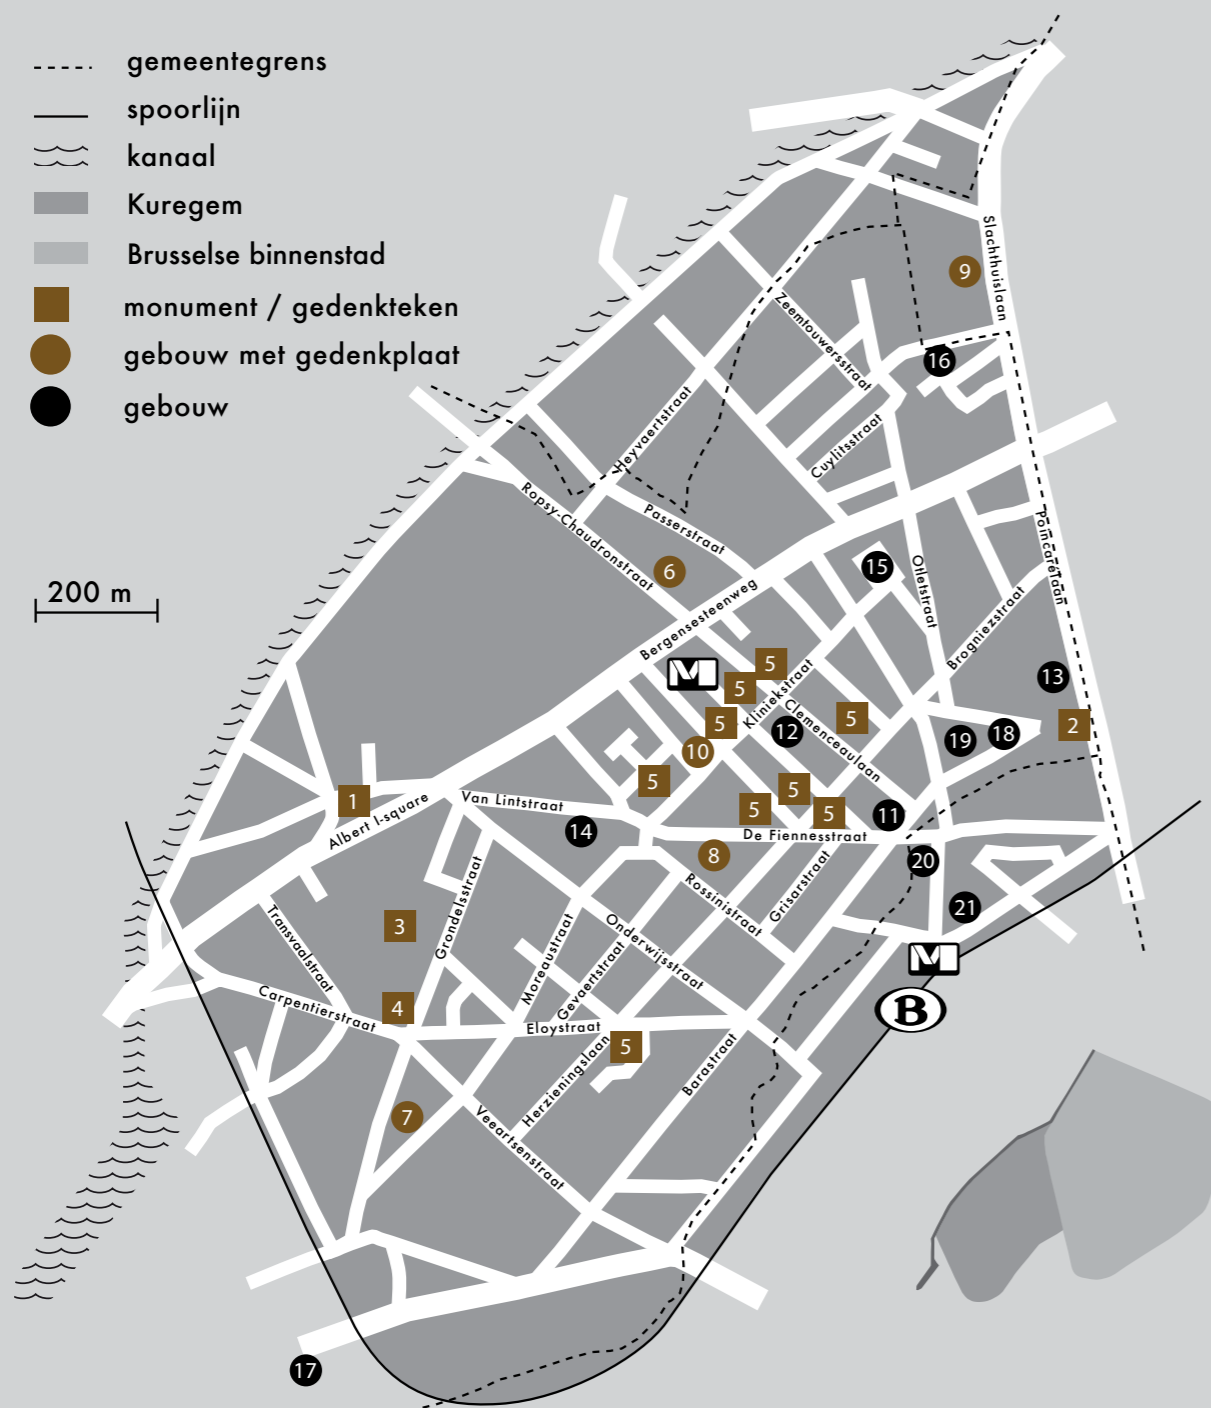 gemeentegrens
spoorlijn
kanaal
Kuregem
Brusselse binnenstad
monument / gedenkteken
gebouw met gedenkplaat
gebouw
200 m
Slachthuislaan
9
Zeemtouwersstraat
16
Heyvaertstraat
Cuylitsstraat
Ropsy-Chaudronstraat
Passerstraat
Poincarélaan
6
15
Otletstraat
Bergensesteenweg
Brogniezstraat
M
5
5
Kliniekstraat
13
5
Clemenceaulaan
5
2
12
19
18
10
5
1
Albert I-square
Van Lintstraat
5
5
5
11
14
De Fiennesstraat
8
20
Rossinistraat
Grisarstraat
21
Grondelsstraat
Transvaalstraat
3
Moreaustraat
Onderwijsstraat
Gevaertstraat
M
B
Carpentierstraat
4
Eloystraat
5
Herzieningslaan
Barastraat
7
Veeartsenstraat
17